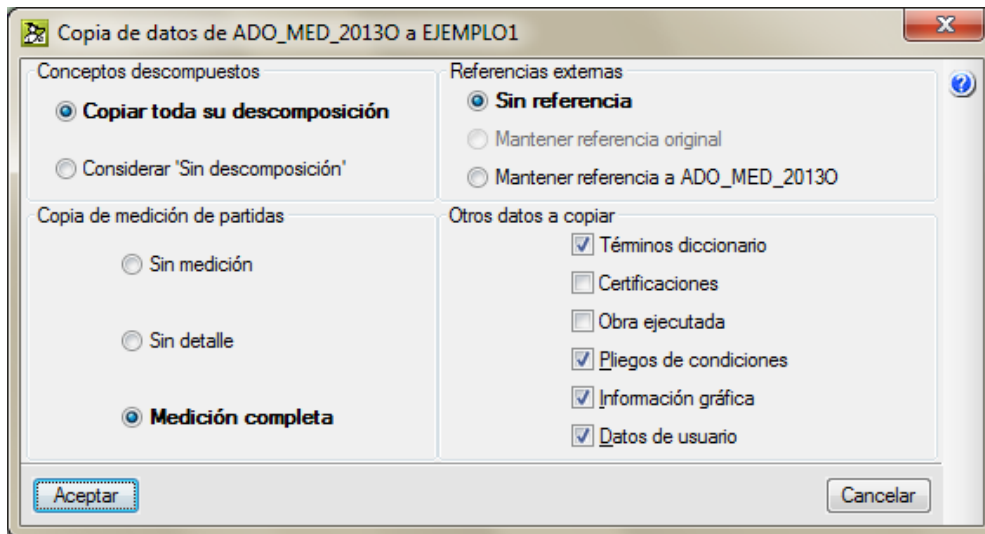 Copia de datos de ADO_MED_2013O a EJEMPLO1
Conceptos descompuestos
Copiar toda su descomposición
Considerar 'Sin descomposición'
Referencias externas
Sin referencia
Mantener referencia original
Mantener referencia a ADO_MED_2013O
Copia de medición de partidas
Sin medición
Sin detalle
Medición completa
Otros datos a copiar
Términos diccionario
Certificaciones
Obra ejecutada
Pliegos de condiciones
Información gráfica
Datos de usuario
Aceptar
Cancelar